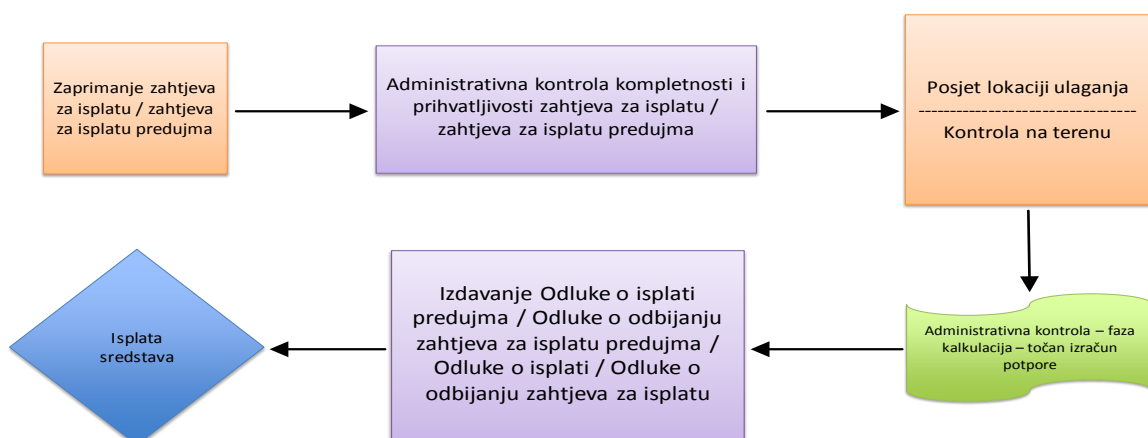 Zaprimanje zahtjeva
za isplatu / zahtjeva
za isplatu predujma
Administrativna kontrola kompletnosti i
prihvatljivosti zahtjeva za isplatu /
zahtjeva za isplatu predujma
Posjet lokaciji ulaganja
------------------------------------
Kontrola na terenu
Administrativna kontrola – faza
kalkulacija – točan izračun
potpore
Izdavanje Odluke o isplati
predujma / Odluke o odbijanju
zahtjeva za isplatu predujma /
Odluke o isplati / Odluke o
odbijanju zahtjeva za isplatu
Isplata
sredstava